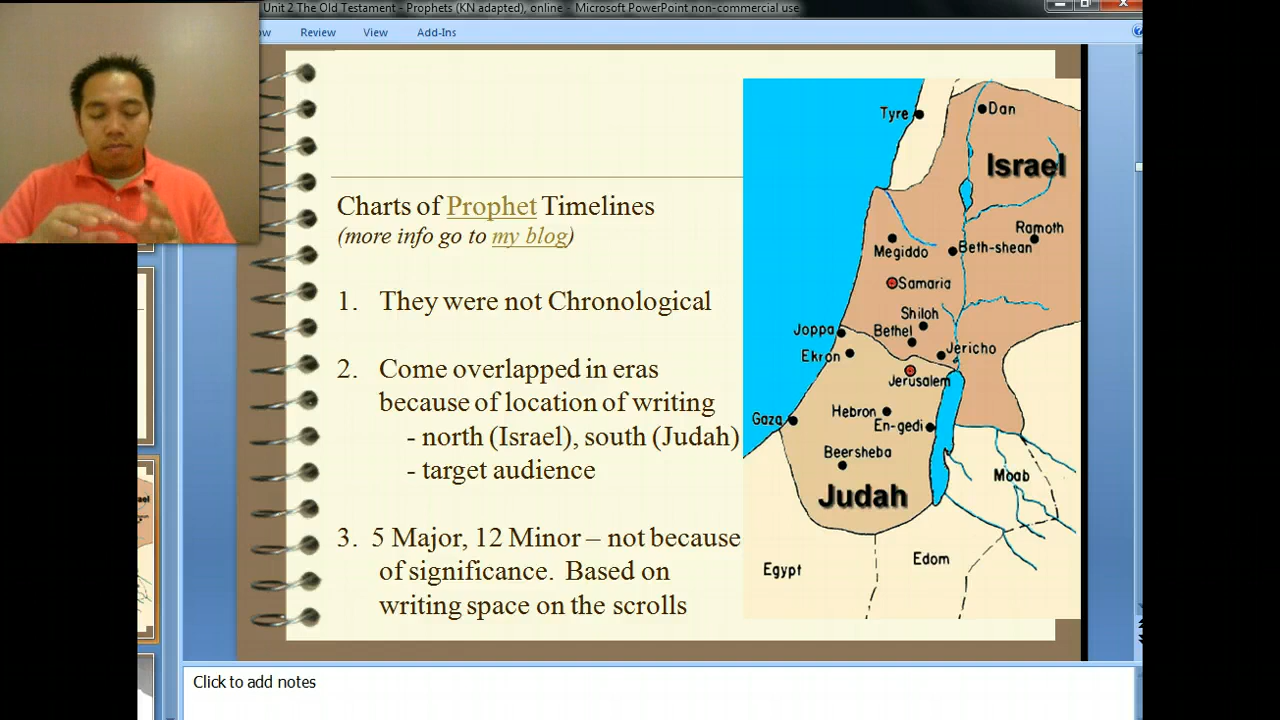 Unit 2 The Old Testament - Prophets (KN adapted), online - Microsoft PowerPoint non-commercial use
Review View Add-Ins
Charts of Prophet Timelines
(more info go to my blog)
1. They were not Chronological
2. Come overlapped in eras
because of location of writing
- north (Israel), south (Judah)
- target audience
3. 5 Major, 12 Minor – not because
of significance. Based on
writing space on the scrolls
Tyre
Dan
Israel
Ramoth
Megiddo
Beth-shean
Samaria
Shiloh
Joppa
Bethel
Ekron
Jericho
Jerusalem
Gaza
Hebron
En-gedi
Beersheba
Moab
Judah
Egypt
Edom
Click to add notes